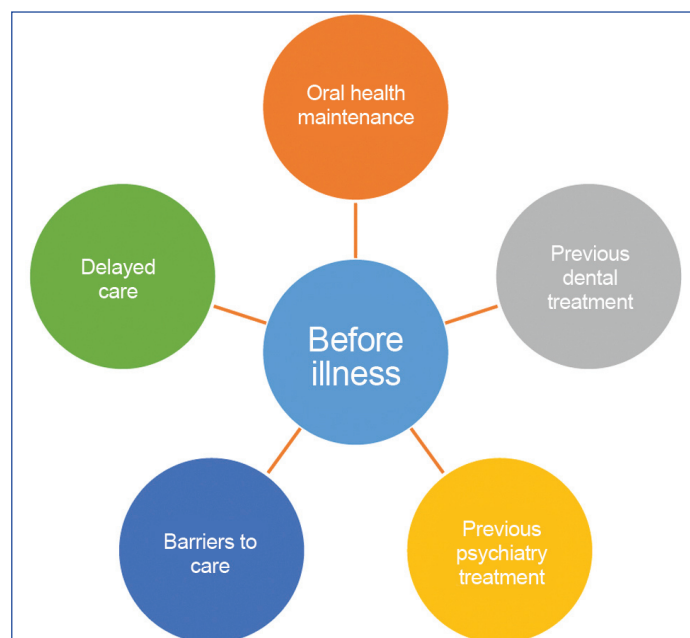 Oral health
maintenance
Delayed
care
Previous
dental
treatment
Before
illness
Barriers to
care
Previous
psychiatry
treatment